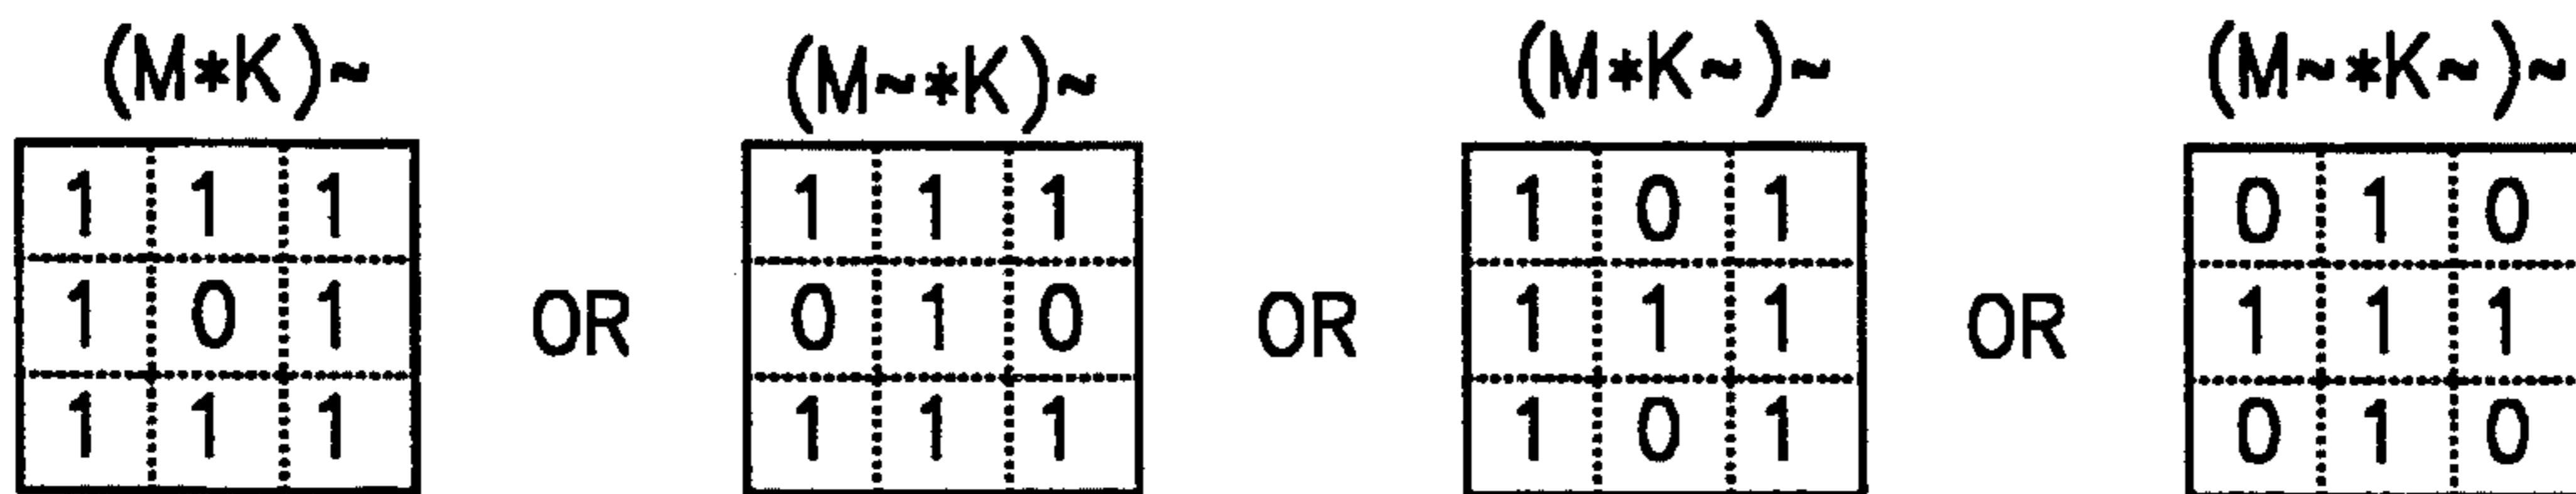 (M*K)~ (M~*K)~ (M*K~)~ (M~*K~)~
1 1 1 1 1 1 1 0 1 0 1 0
1 0 1 OR 0 1 0 OR 1 1 1 OR 1 1 1
1 1 1 1 1 1 1 0 1 0 1 0